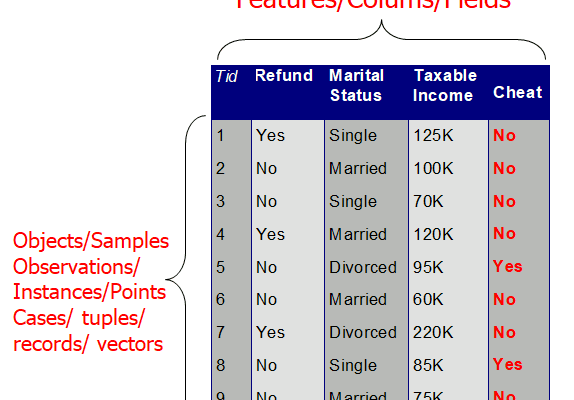 Features/Colums/Fields
Tid Refund Marital Status Taxable Income Cheat
1 Yes Single 125K No
2 No Married 100K No
3 No Single 70K No
4 Yes Married 120K No
5 No Divorced 95K Yes
6 No Married 60K No
7 Yes Divorced 220K No
8 No Single 85K Yes
9 No Married 75K No
Objects/Samples
Observations/
Instances/Points
Cases/ tuples/
records/ vectors